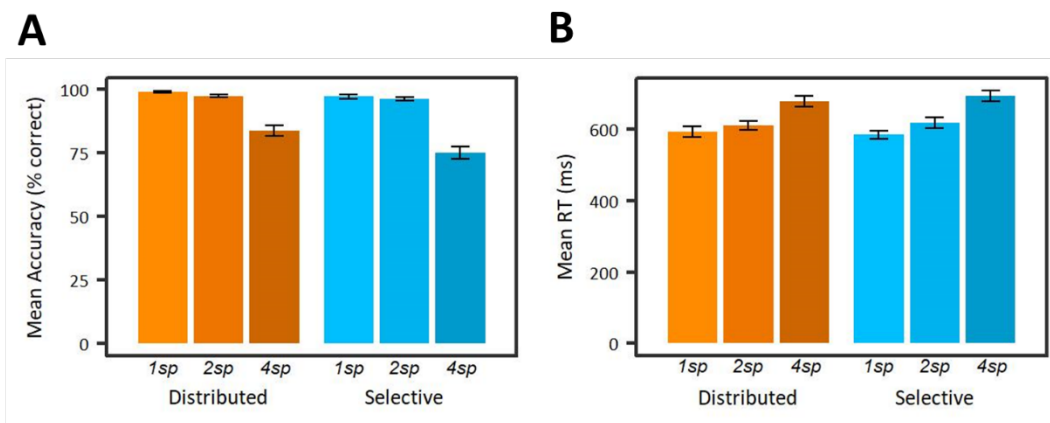 A
Mean Accuracy (% correct)
100
75
50
25
0
1sp 2sp 4sp 1sp 2sp 4sp
Distributed Selective
B
Mean RT (ms)
600
400
200
0
1sp 2sp 4sp 1sp 2sp 4sp
Distributed Selective